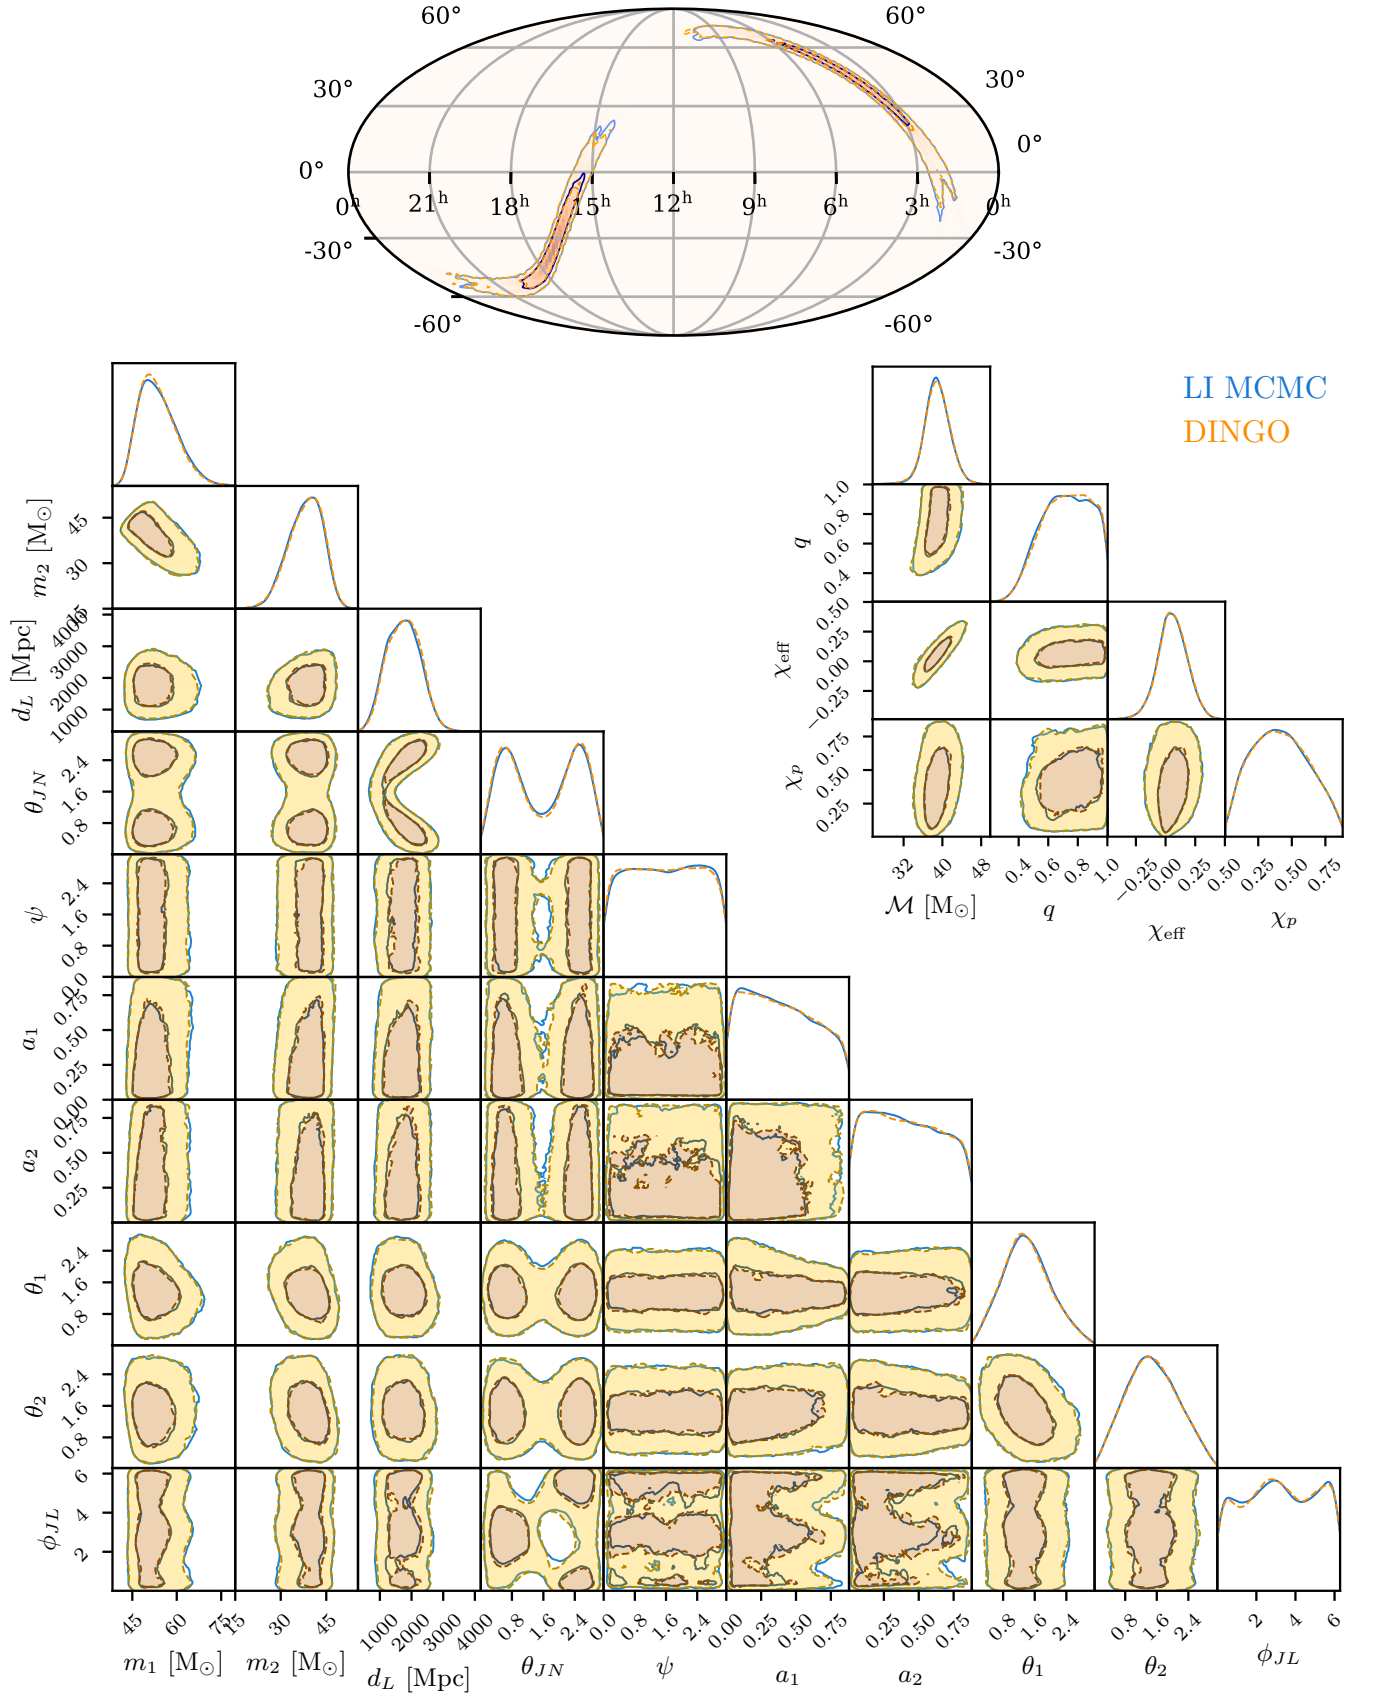 60° 60°
30° 30°
0° 0°
0h 21h 18h 15h 12h 9h 6h 3h 0h
-30° -30°
-60° -60°
LI MCMC
DINGO
m2 [M⊙] 45 30 15
dL [Mpc] 4000 3000 2000 1000
θJN 2.4 1.6 0.8
ψ 2.4 1.6 0.8 0.0
a1 0.75 0.50 0.25 0.00
a2 0.75 0.50 0.25
θ1 2.4 1.6 0.8
θ2 2.4 1.6 0.8
ϕJL 6 4 2
45 60 75 15 30 45 1000 2000 3000 4000 0.8 1.6 2.4 0.0 0.8 1.6 2.4 0.00 0.25 0.50 0.75 0.25 0.50 0.75 0.8 1.6 2.4 0.8 1.6 2.4 2 4 6
m1 [M⊙] m2 [M⊙] dL [Mpc] θJN ψ a1 a2 θ1 θ2 ϕJL
q 1.0 0.8 0.6 0.4
χeff 0.50 0.25 0.00 −0.25
χp 0.75 0.50 0.25
32 40 48 0.4 0.6 0.8 1.0 −0.25 0.00 0.25 0.50 0.25 0.50 0.75
ℳ [M⊙] q χeff χp